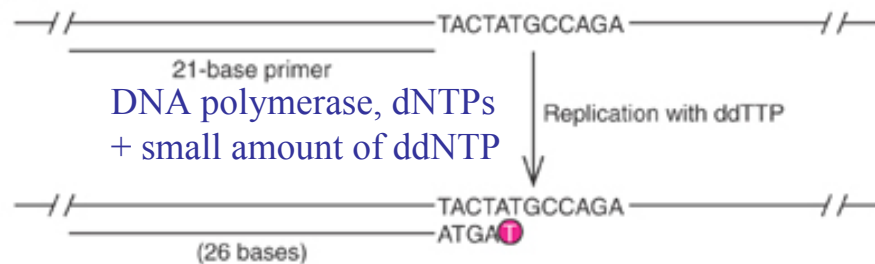 TACTATGCCAGA
21-base primer
DNA polymerase, dNTPs
+ small amount of ddNTP
Replication with ddTTP
TACTATGCCAGA
ATGAT
(26 bases)